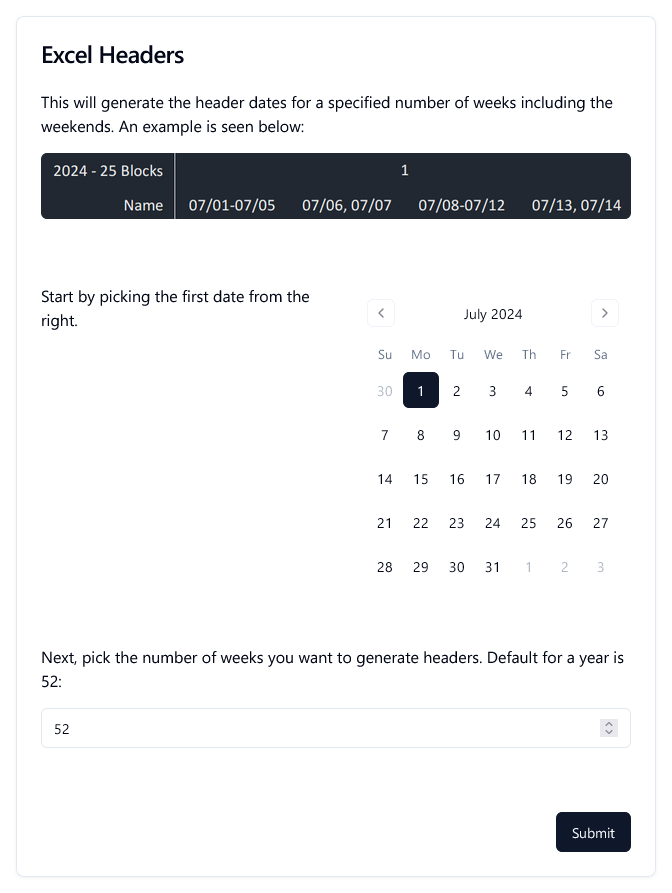 Excel Headers
This will generate the header dates for a specified number of weeks including the
weekends. An example is seen below:
2024 - 25 Blocks 1
Name 07/01-07/05 07/06, 07/07 07/08-07/12 07/13, 07/14
Start by picking the first date from the
right.
July 2024
Su Mo Tu We Th Fr Sa
30 1 2 3 4 5 6
7 8 9 10 11 12 13
14 15 16 17 18 19 20
21 22 23 24 25 26 27
28 29 30 31 1 2 3
Next, pick the number of weeks you want to generate headers. Default for a year is
52:
52
Submit